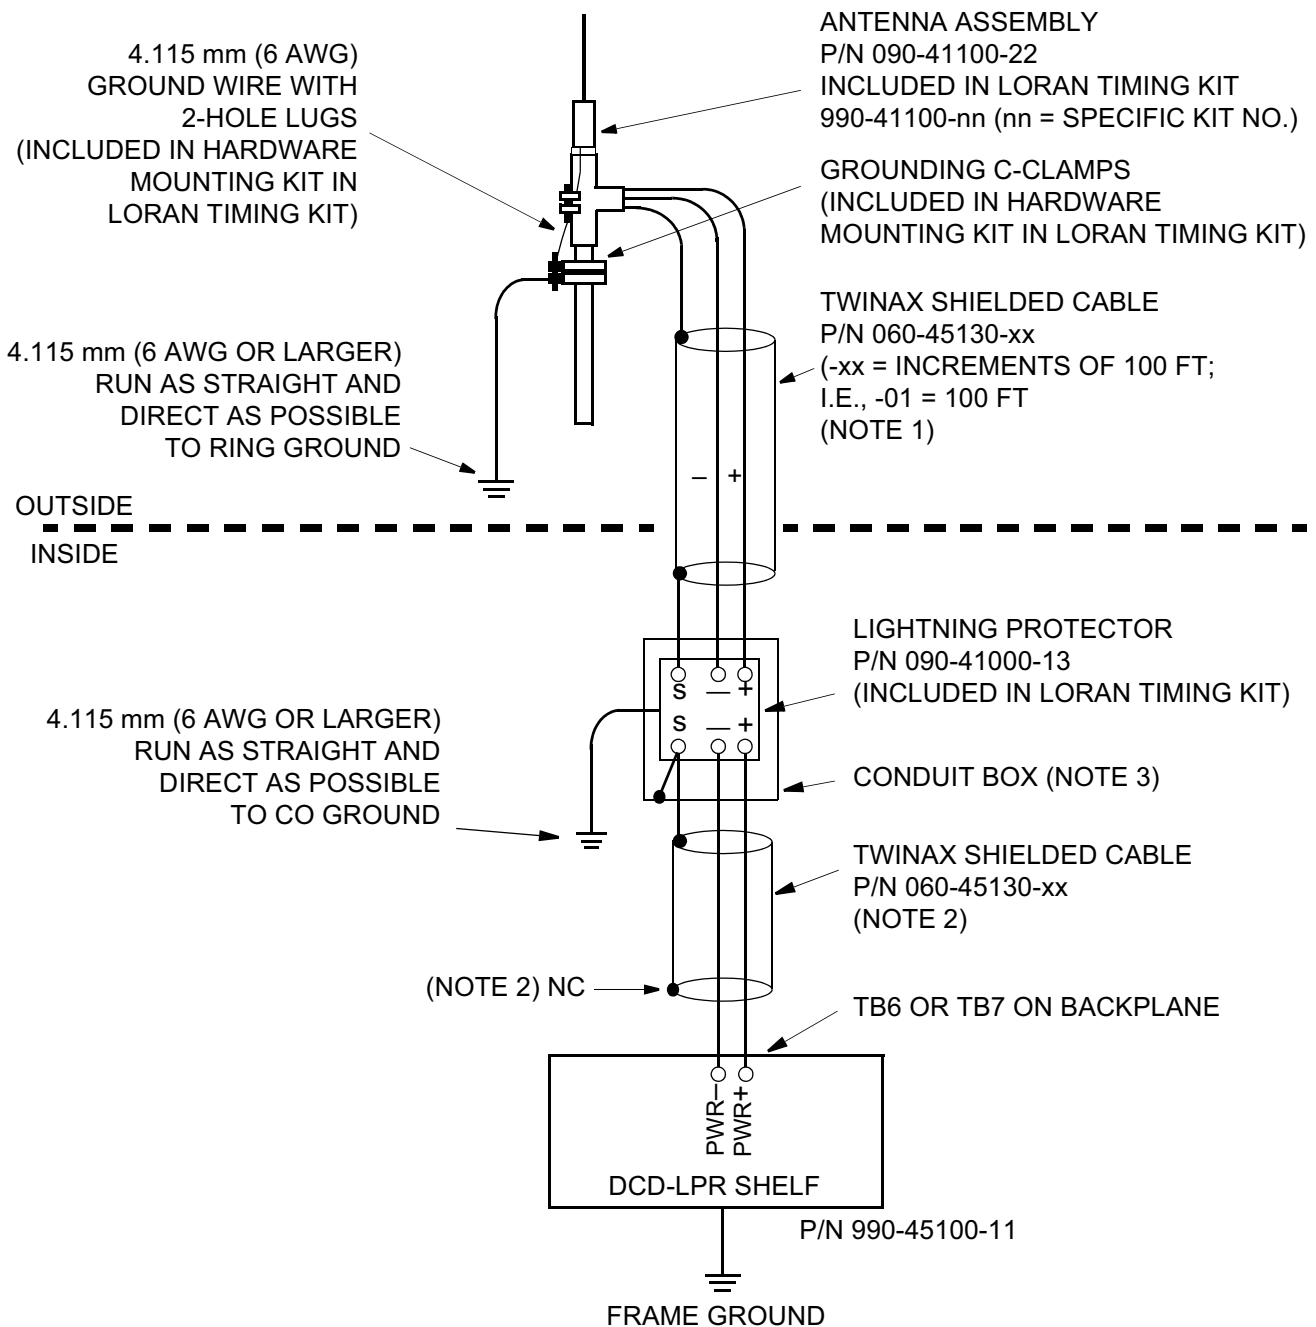 4.115 mm (6 AWG)
GROUND WIRE WITH
2-HOLE LUGS
(INCLUDED IN HARDWARE
MOUNTING KIT IN
LORAN TIMING KIT)
ANTENNA ASSEMBLY
P/N 090-41100-22
INCLUDED IN LORAN TIMING KIT
990-41100-nn (nn = SPECIFIC KIT NO.)
GROUNDING C-CLAMPS
(INCLUDED IN HARDWARE
MOUNTING KIT IN LORAN TIMING KIT)
4.115 mm (6 AWG OR LARGER)
RUN AS STRAIGHT AND
DIRECT AS POSSIBLE
TO RING GROUND
TWINAX SHIELDED CABLE
P/N 060-45130-xx
(-xx = INCREMENTS OF 100 FT;
I.E., -01 = 100 FT
(NOTE 1)
– +
OUTSIDE
INSIDE
LIGHTNING PROTECTOR
P/N 090-41000-13
(INCLUDED IN LORAN TIMING KIT)
S — +
S — +
4.115 mm (6 AWG OR LARGER)
RUN AS STRAIGHT AND
DIRECT AS POSSIBLE
TO CO GROUND
CONDUIT BOX (NOTE 3)
TWINAX SHIELDED CABLE
P/N 060-45130-xx
(NOTE 2)
(NOTE 2) NC
TB6 OR TB7 ON BACKPLANE
PWR–
PWR+
DCD-LPR SHELF
P/N 990-45100-11
FRAME GROUND